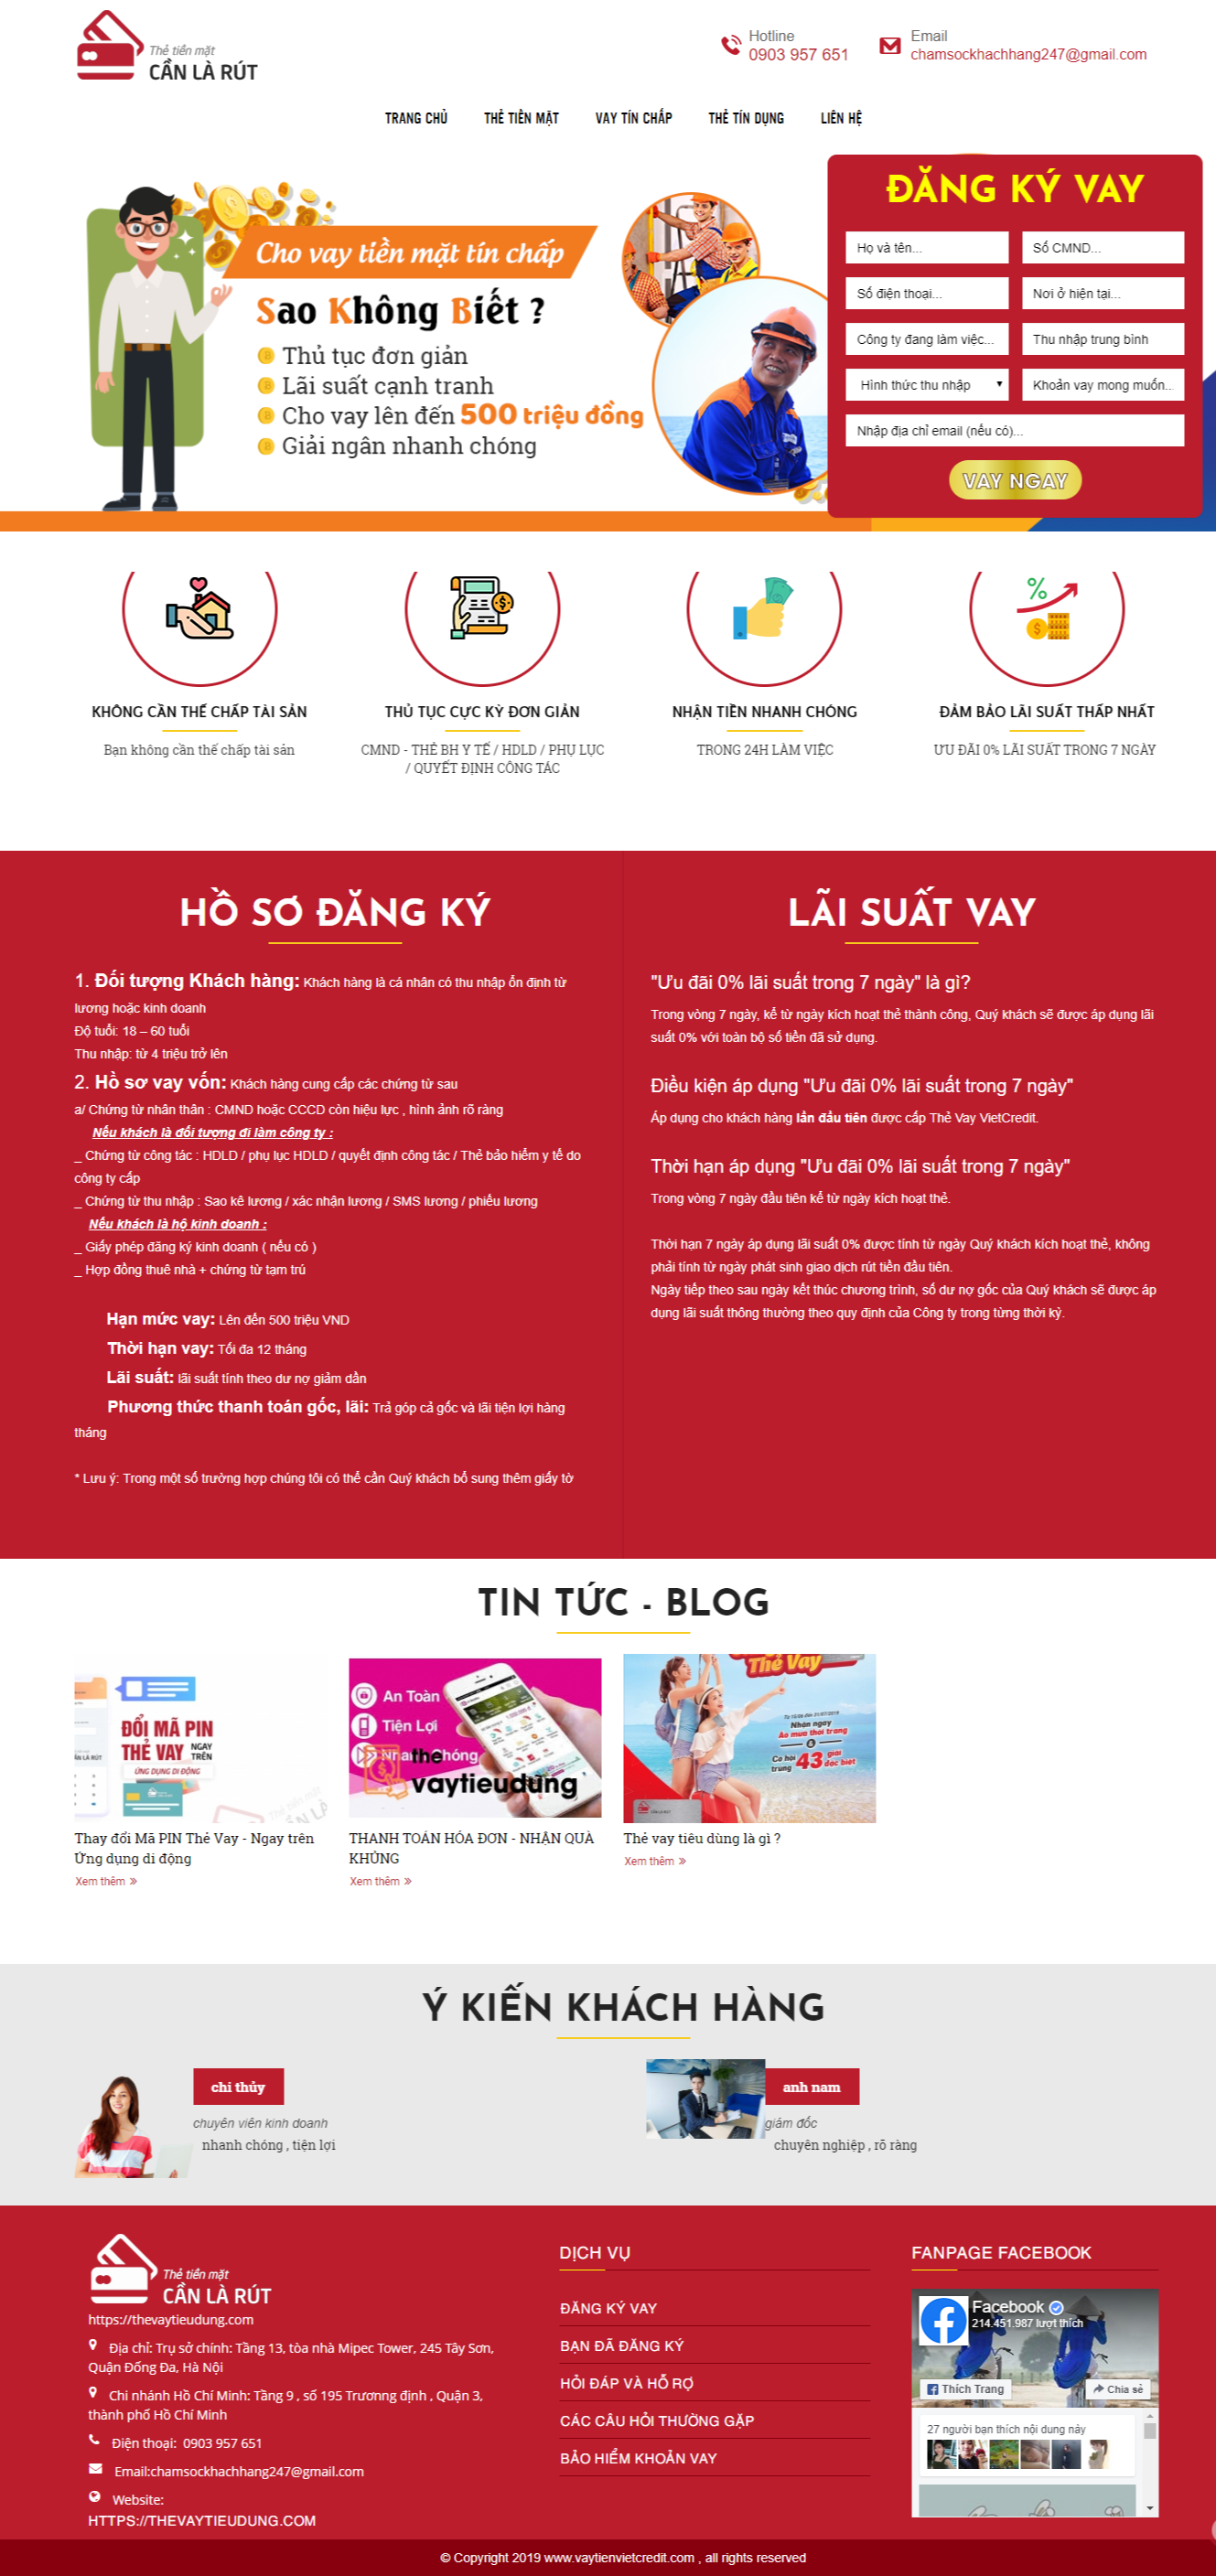 Thẻ tiền mặt
CẦN LÀ RÚT
Hotline
0903 957 651
Email
chamsockhachhang247@gmail.com
TRANG CHỦ THẺ TIỀN MẶT VAY TÍN CHẤP THẺ TÍN DỤNG LIÊN HỆ
Cho vay tiền mặt tín chấp
Sao Không Biết ?
Thủ tục đơn giản
Lãi suất cạnh tranh
Cho vay lên đến 500 triệu đồng
Giải ngân nhanh chóng
ĐĂNG KÝ VAY
Họ và tên... Số CMND...
Số điện thoại... Nơi ở hiện tại...
Công ty đang làm việc... Thu nhập trung bình
Hình thức thu nhập Khoản vay mong muốn...
Nhập địa chỉ email (nếu có)...
VAY NGAY
KHÔNG CẦN THẾ CHẤP TÀI SẢN
Bạn không cần thế chấp tài sản
THỦ TỤC CỰC KỲ ĐƠN GIẢN
CMND - THẺ BH Y TẾ / HDLD / PHỤ LỤC
/ QUYẾT ĐỊNH CÔNG TÁC
NHẬN TIỀN NHANH CHÓNG
TRONG 24H LÀM VIỆC
ĐẢM BẢO LÃI SUẤT THẤP NHẤT
ƯU ĐÃI 0% LÃI SUẤT TRONG 7 NGÀY
HỒ SƠ ĐĂNG KÝ
1. Đối tượng Khách hàng: Khách hàng là cá nhân có thu nhập ổn định từ
lương hoặc kinh doanh
Độ tuổi: 18 – 60 tuổi
Thu nhập: từ 4 triệu trở lên
2. Hồ sơ vay vốn: Khách hàng cung cấp các chứng từ sau
a/ Chứng từ nhân thân : CMND hoặc CCCD còn hiệu lực , hình ảnh rõ ràng
Nếu khách là đối tượng đi làm công ty :
_ Chứng từ công tác : HDLD / phụ lục HDLD / quyết định công tác / Thẻ bảo hiểm y tế do
công ty cấp
_ Chứng từ thu nhập : Sao kê lương / xác nhận lương / SMS lương / phiếu lương
Nếu khách là hộ kinh doanh :
_ Giấy phép đăng ký kinh doanh ( nếu có )
_ Hợp đồng thuê nhà + chứng từ tạm trú
Hạn mức vay: Lên đến 500 triệu VND
Thời hạn vay: Tối đa 12 tháng
Lãi suất: lãi suất tính theo dư nợ giảm dần
Phương thức thanh toán gốc, lãi: Trả góp cả gốc và lãi tiện lợi hàng
tháng
* Lưu ý: Trong một số trường hợp chúng tôi có thể cần Quý khách bổ sung thêm giấy tờ
LÃI SUẤT VAY
"Ưu đãi 0% lãi suất trong 7 ngày" là gì?
Trong vòng 7 ngày, kể từ ngày kích hoạt thẻ thành công, Quý khách sẽ được áp dụng lãi
suất 0% với toàn bộ số tiền đã sử dụng.
Điều kiện áp dụng "Ưu đãi 0% lãi suất trong 7 ngày"
Áp dụng cho khách hàng lần đầu tiên được cấp Thẻ Vay VietCredit.
Thời hạn áp dụng "Ưu đãi 0% lãi suất trong 7 ngày"
Trong vòng 7 ngày đầu tiên kể từ ngày kích hoạt thẻ.
Thời hạn 7 ngày áp dụng lãi suất 0% được tính từ ngày Quý khách kích hoạt thẻ, không
phải tính từ ngày phát sinh giao dịch rút tiền đầu tiên.
Ngày tiếp theo sau ngày kết thúc chương trình, số dư nợ gốc của Quý khách sẽ được áp
dụng lãi suất thông thường theo quy định của Công ty trong từng thời kỳ.
TIN TỨC - BLOG
ĐỔI MÃ PIN
THẺ VAY NGAY TRÊN
ỨNG DỤNG DI ĐỘNG
Thay đổi Mã PIN Thẻ Vay - Ngay trên
Ứng dụng di động
Xem thêm »
An Toàn
Tiện Lợi
Nhanh Chóng
the
vaytieudung
THANH TOÁN HÓA ĐƠN - NHẬN QUÀ
KHỦNG
Xem thêm »
Thẻ Vay
Nhận ngay
Áo mưa thời trang
&
Cơ hội trúng 43 giải đặc biệt
Thẻ vay tiêu dùng là gì ?
Xem thêm »
Ý KIẾN KHÁCH HÀNG
chi thủy
chuyên viên kinh doanh
nhanh chóng , tiện lợi
anh nam
giám đốc
chuyên nghiệp , rõ ràng
Thẻ tiền mặt
CẦN LÀ RÚT
https://thevaytieudung.com
Địa chỉ: Trụ sở chính: Tầng 13, tòa nhà Mipec Tower, 245 Tây Sơn,
Quận Đống Đa, Hà Nội
Chi nhánh Hồ Chí Minh: Tầng 9 , số 195 Trương định , Quận 3,
thành phố Hồ Chí Minh
Điện thoại: 0903 957 651
Email:chamsockhachhang247@gmail.com
Website:
HTTPS://THEVAYTIEUDUNG.COM
DỊCH VỤ
ĐĂNG KÝ VAY
BẠN ĐÃ ĐĂNG KÝ
HỎI ĐÁP VÀ HỖ RỢ
CÁC CÂU HỎI THƯỜNG GẶP
BẢO HIỂM KHOẢN VAY
FANPAGE FACEBOOK
Facebook
214.451.987 lượt thích
Thích Trang Chia sẻ
27 người bạn thích nội dung này
© Copyright 2019 www.vaytienvietcredit.com , all rights reserved